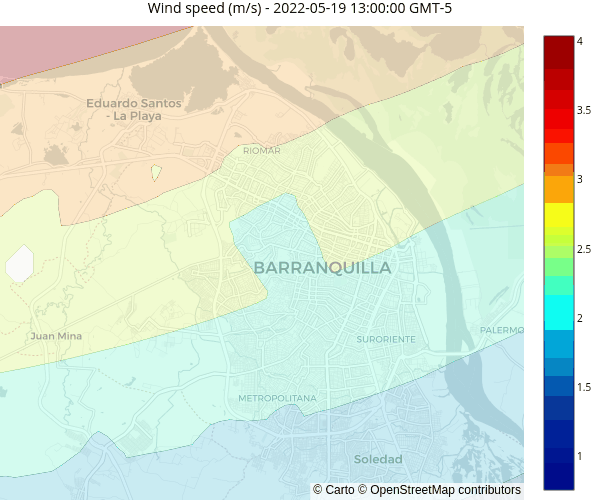 Wind speed (m/s) - 2022-05-19 13:00:00 GMT-5
4
3.5
3
2.5
2
1.5
1
Eduardo Santos
- La Playa
RIOMAR
BARRANQUILLA
Juan Mina
SURORIENTE
PALERMO
METROPOLITANA
Soledad
© Carto © OpenStreetMap contributors